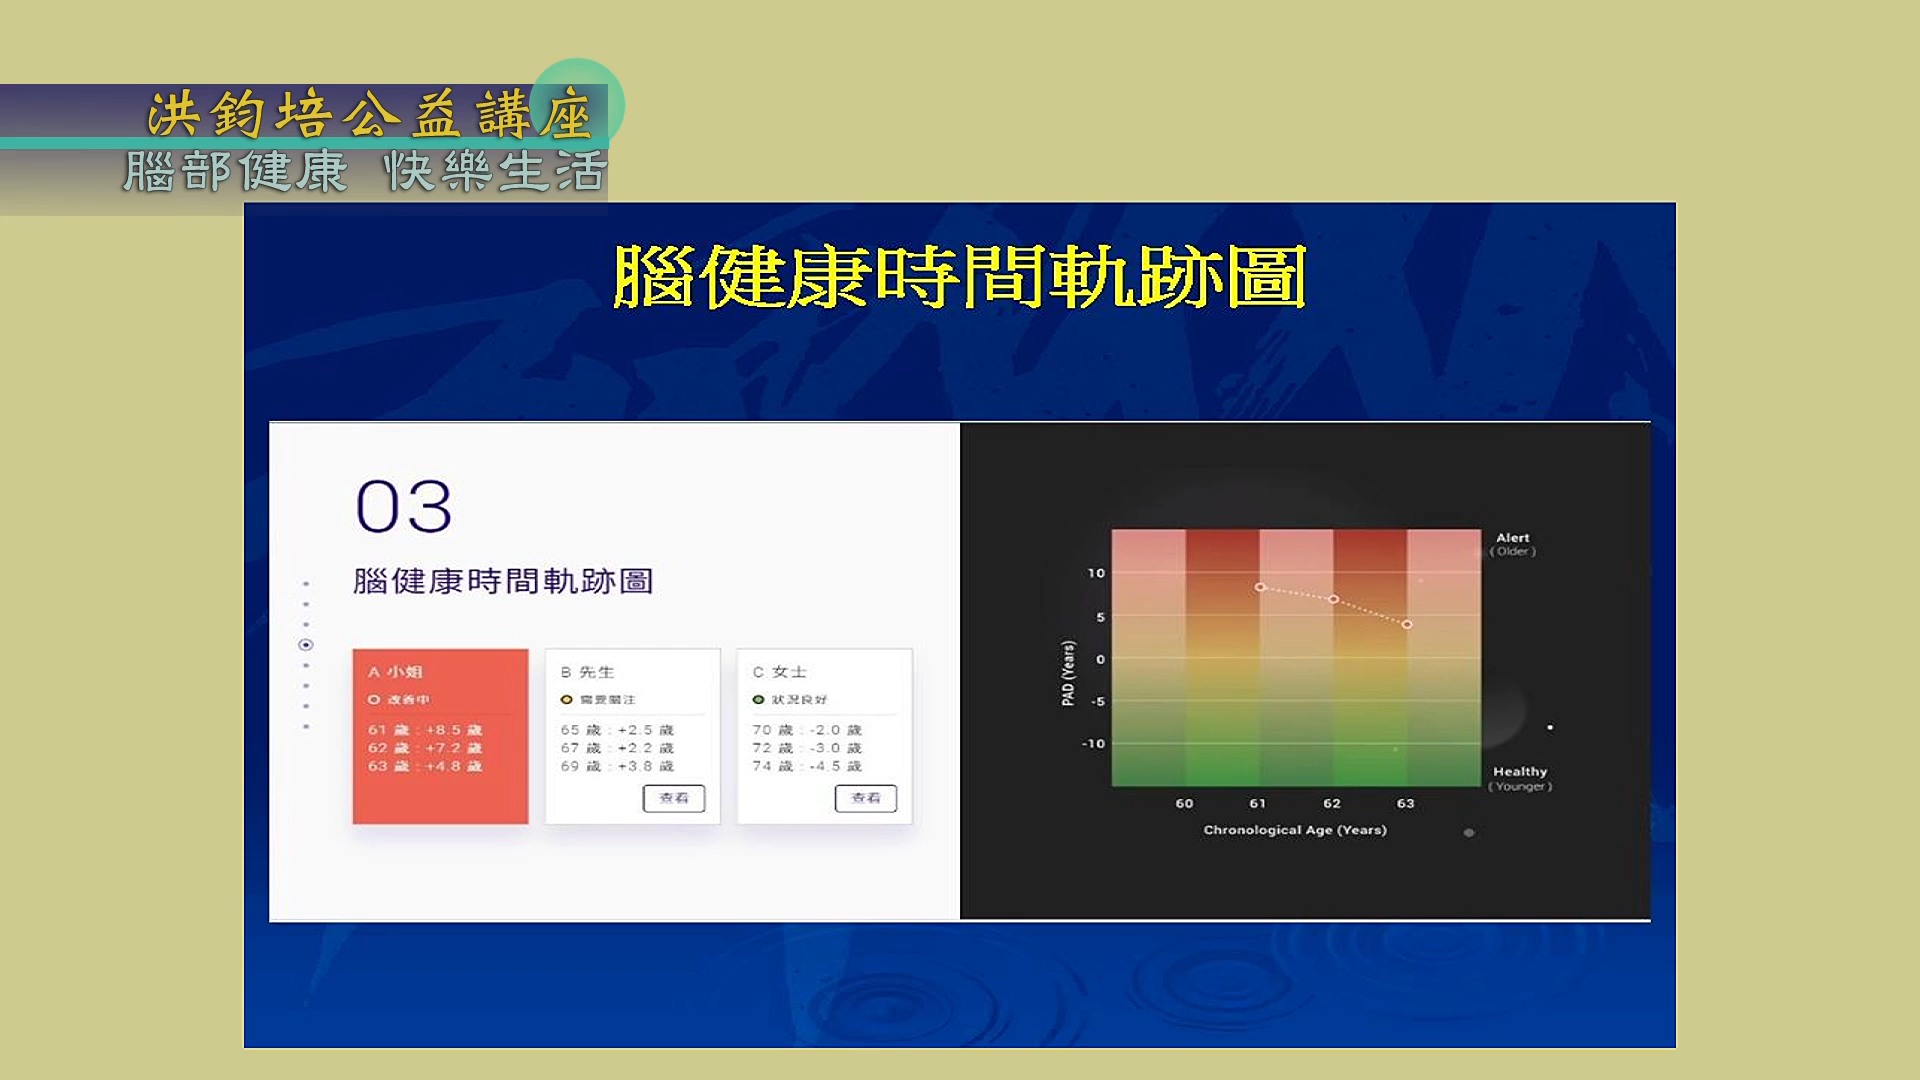 洪鈞培公益講座
腦部健康 快樂生活
腦健康時間軌跡圖
03
腦健康時間軌跡圖
A 小姐
改善中
61 歲 : +8.5 歲
62 歲 : +7.2 歲
63 歲 : +4.8 歲
B 先生
需要關注
65 歲 : +2.5 歲
67 歲 : +2.2 歲
69 歲 : +3.8 歲
查看
C 女士
狀況良好
70 歲 : -2.0 歲
72 歲 : -3.0 歲
74 歲 : -4.5 歲
查看
Alert
( Older )
10
5
0
-5
-10
PAD (Years)
Healthy
( Younger )
60 61 62 63
Chronological Age (Years)